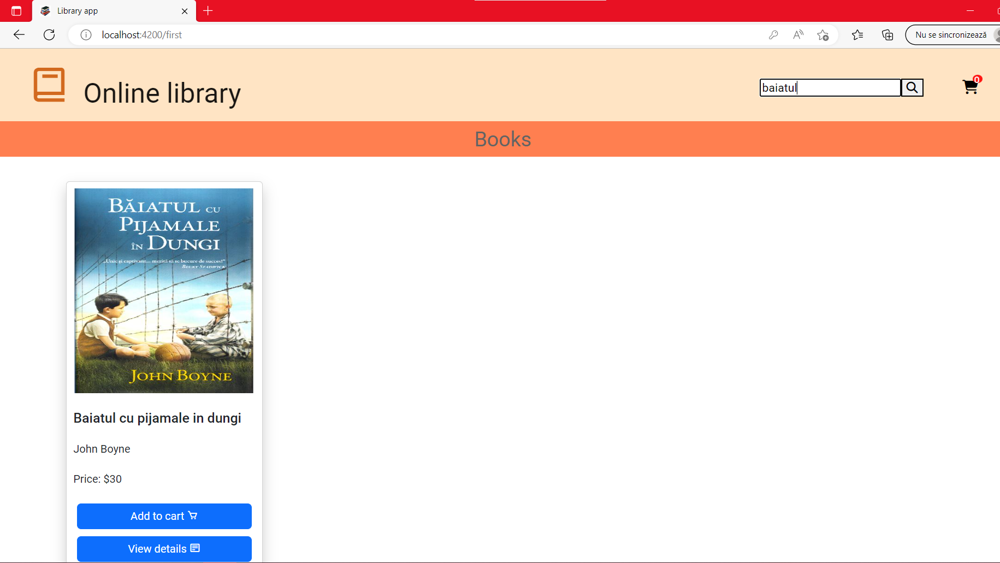 Library app
localhost:4200/first
Nu se sincronizează
Online library
baiatul
0
Books
BĂIATUL CU
PIJAMALE
ÎN DUNGI
„Unic și captivant... merită să se bucure de succes!"
BECKY STADWICK
JOHN BOYNE
Baiatul cu pijamale in dungi
John Boyne
Price: $30
Add to cart
View details